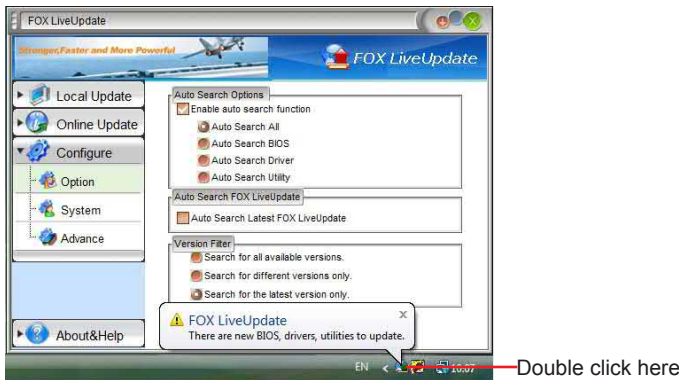 FOX LiveUpdate
Stronger,Faster and More Powerful
FOX LiveUpdate
Local Update
Online Update
Configure
Option
System
Advance
About&Help
Auto Search Options
Enable auto search function
Auto Search All
Auto Search BIOS
Auto Search Driver
Auto Search Utility
Auto Search FOX LiveUpdate
Auto Search Latest FOX LiveUpdate
Version Filter
Search for all available versions.
Search for different versions only.
Search for the latest version only.
FOX LiveUpdate
There are new BIOS, drivers, utilities to update.
EN
10:07
Double click here